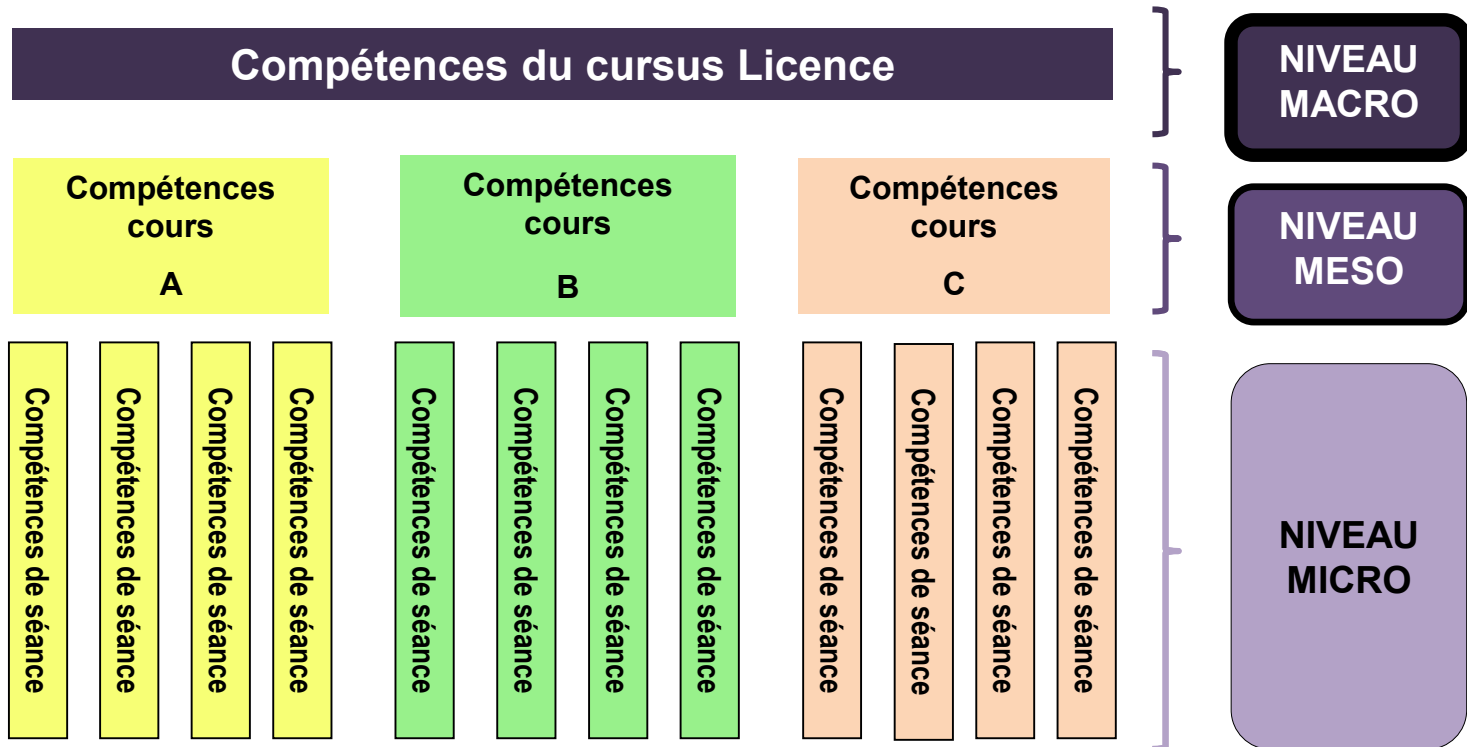 Compétences du cursus Licence
NIVEAU
MACRO
Compétences
cours
A
Compétences
cours
B
Compétences
cours
C
NIVEAU
MESO
Compétences de séance
Compétences de séance
Compétences de séance
Compétences de séance
Compétences de séance
Compétences de séance
Compétences de séance
Compétences de séance
Compétences de séance
Compétences de séance
Compétences de séance
Compétences de séance
NIVEAU
MICRO